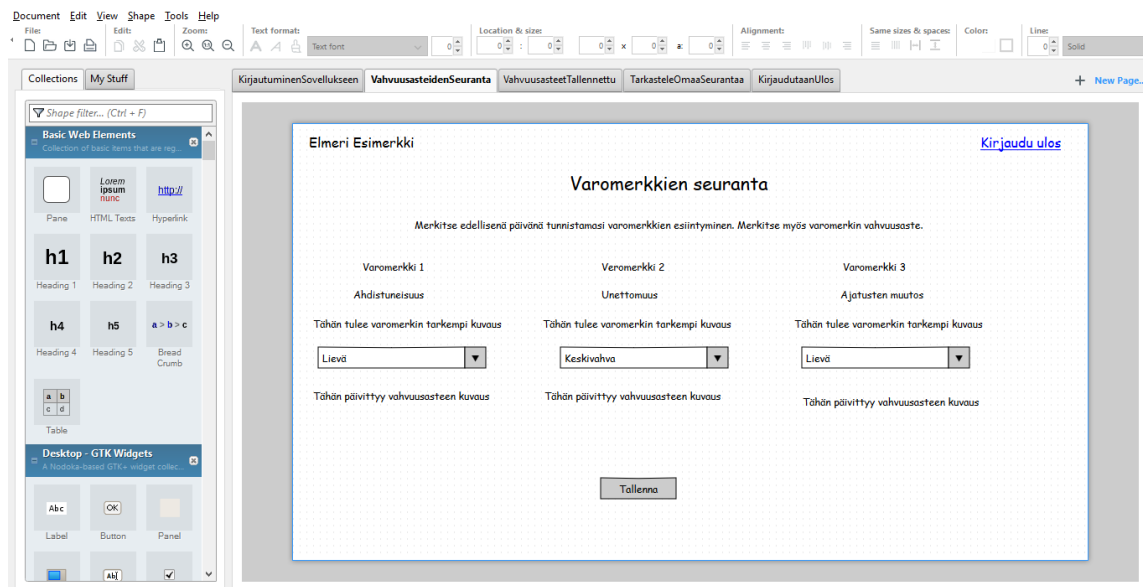 Document Edit View Shape Tools Help
File: Edit: Zoom: Text format: Location & size: Alignment: Same sizes & spaces: Color: Line:
Text font 0 0 : 0 0 x 0 a: 0 0 Solid
Collections My Stuff
KirjautuminenSovellukseen VahvuusasteidenSeuranta VahvuusasteetTallennettu TarkasteleOmaaSeurantaa KirjaudutaanUlos
+ New Page..
Shape filter... (Ctrl + F)
Basic Web Elements
Collection of basic items that are reg...
Lorem
ipsum
nunc
http://
Pane HTML Texts Hyperlink
h1 h2 h3
Heading 1 Heading 2 Heading 3
h4 h5 a > b > c
Heading 4 Heading 5 Bread
Crumb
a b
c d
Table
Desktop - GTK Widgets
A Nodoka-based GTK+ widget collec...
Abc OK
Label Button Panel
Ab
Elmeri Esimerkki Kirjaudu ulos
Varomerkkien seuranta
Merkitse edellisenä päivänä tunnistamasi varomerkkien esiintyminen. Merkitse myös varomerkin vahvuusaste.
Varomerkki 1 Veromerkki 2 Varomerkki 3
Ahdistuneisuus Unettomuus Ajatusten muutos
Tähän tulee varomerkin tarkempi kuvaus Tähän tulee varomerkin tarkempi kuvaus Tähän tulee varomerkin tarkempi kuvaus
Lievä Keskivahva Lievä
Tähän päivittyy vahvuusasteen kuvaus Tähän päivittyy vahvuusasteen kuvaus Tähän päivittyy vahvuusasteen kuvaus
Tallenna